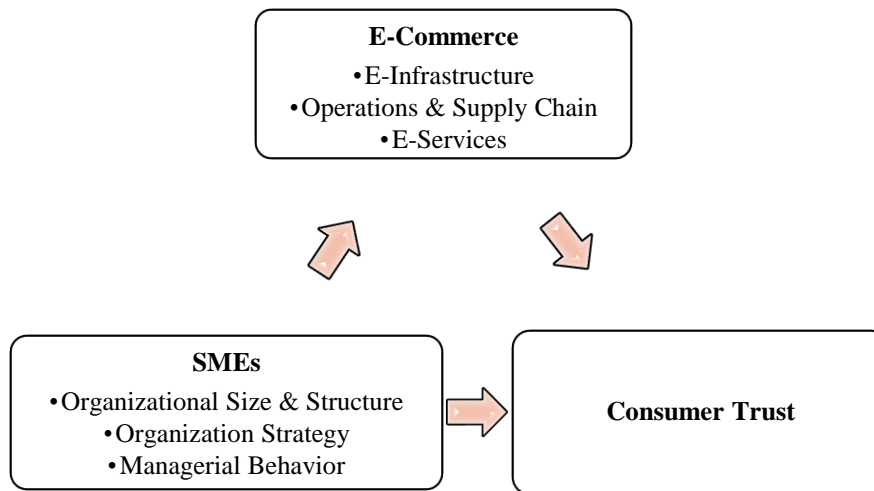 E-Commerce
•E-Infrastructure
•Operations & Supply Chain
•E-Services
SMEs
•Organizational Size & Structure
•Organization Strategy
•Managerial Behavior
Consumer Trust